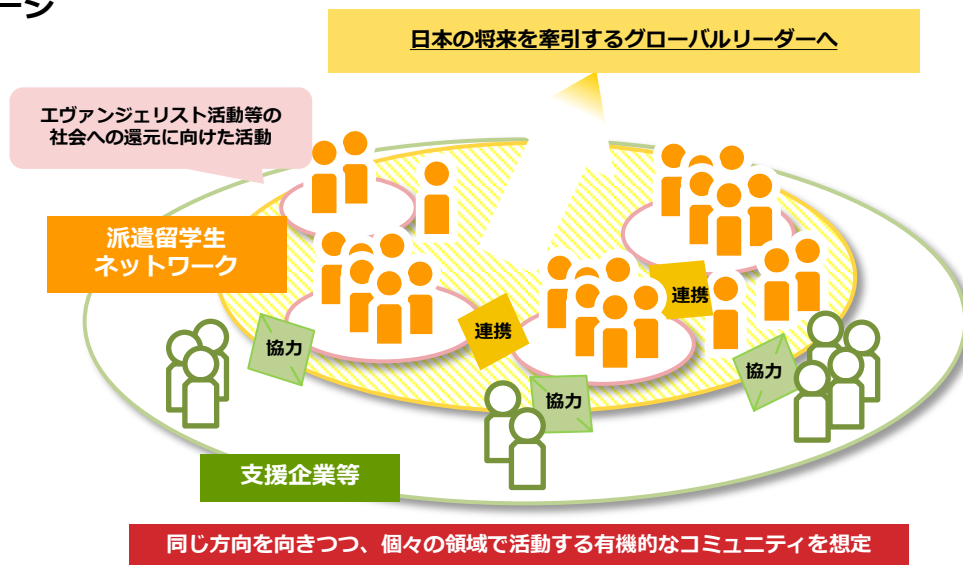 ーン
日本の将来を牽引するグローバルリーダーへ
エヴァンジェリスト活動等の
社会への還元に向けた活動
派遣留学生
ネットワーク
連携
連携
協力
協力
協力
支援企業等
同じ方向を向きつつ、個々の領域で活動する有機的なコミュニティを想定